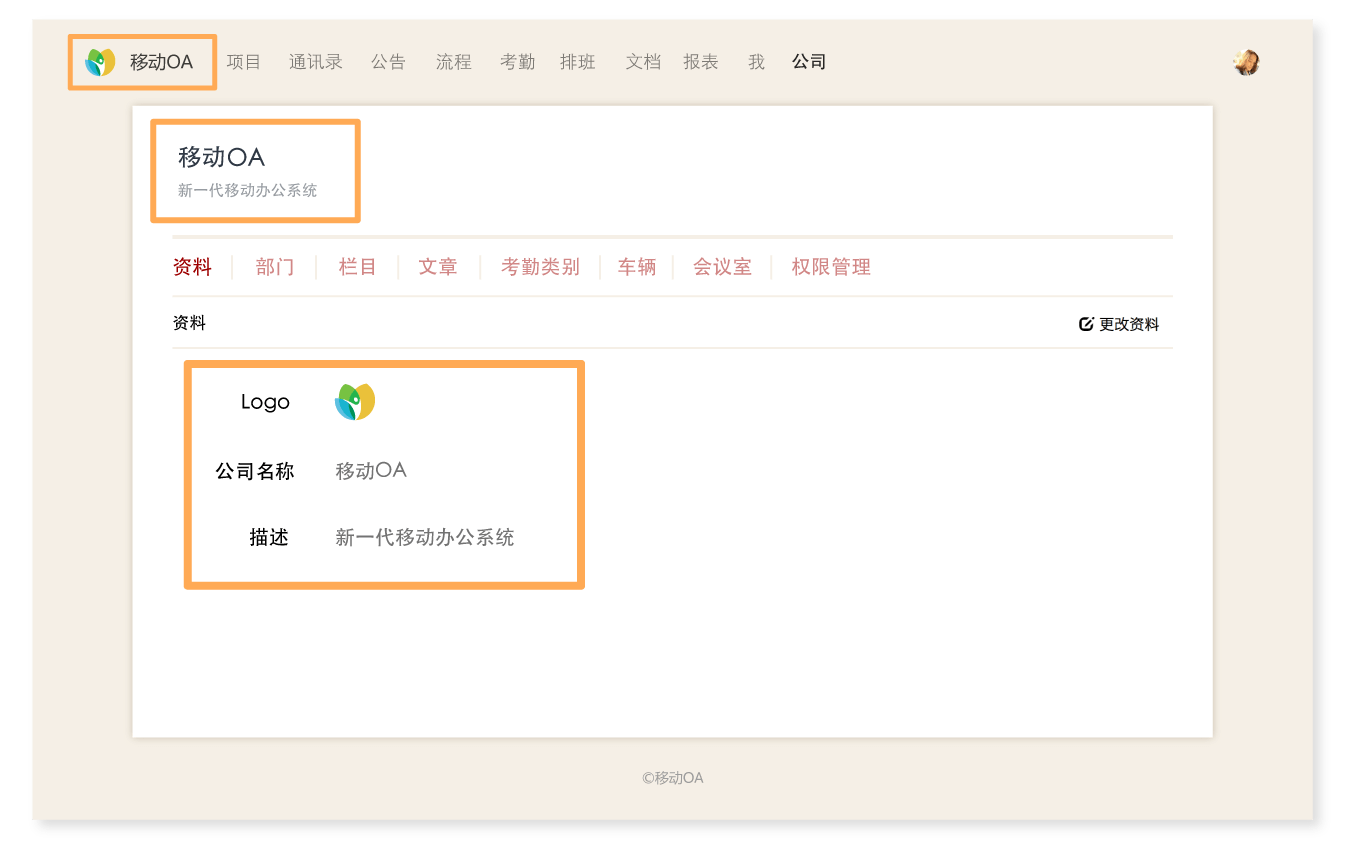 移动OA 项目 通讯录 公告 流程 考勤 排班 文档 报表 我 公司
移动OA
新一代移动办公系统
资料 部门 栏目 文章 考勤类别 车辆 会议室 权限管理
资料 更改资料
Logo
公司名称 移动OA
描述 新一代移动办公系统
©移动OA